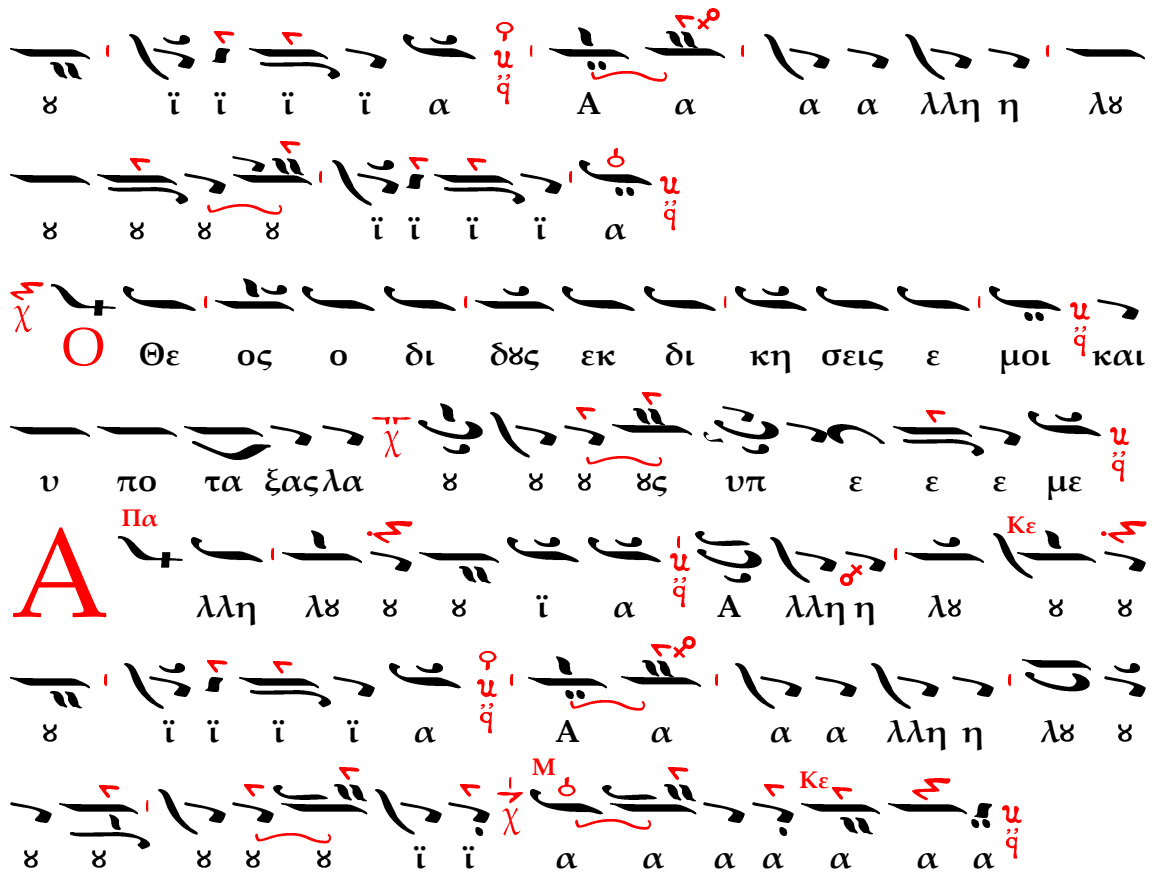 ȣ ϊ ϊ ϊ ϊ α Α α α α λλη η λȣ
ȣ ȣ ȣ ȣ ϊ ϊ ϊ ϊ α
Ο Θε ος ο δι δȣς εκ δι κη σεις ε μοι και
υ πο τα ξας λα ȣ ȣ ȣ ȣς υπ ε ε ε με
Πα Κε
Α λλη λȣ ȣ ȣ ϊ α Α λλη η λȣ ȣ ȣ
ȣ ϊ ϊ ϊ ϊ α Α α α α λλη η λȣ ȣ
Μ Κε
ȣ ȣ ȣ ȣ ȣ ϊ ϊ α α α α α α α